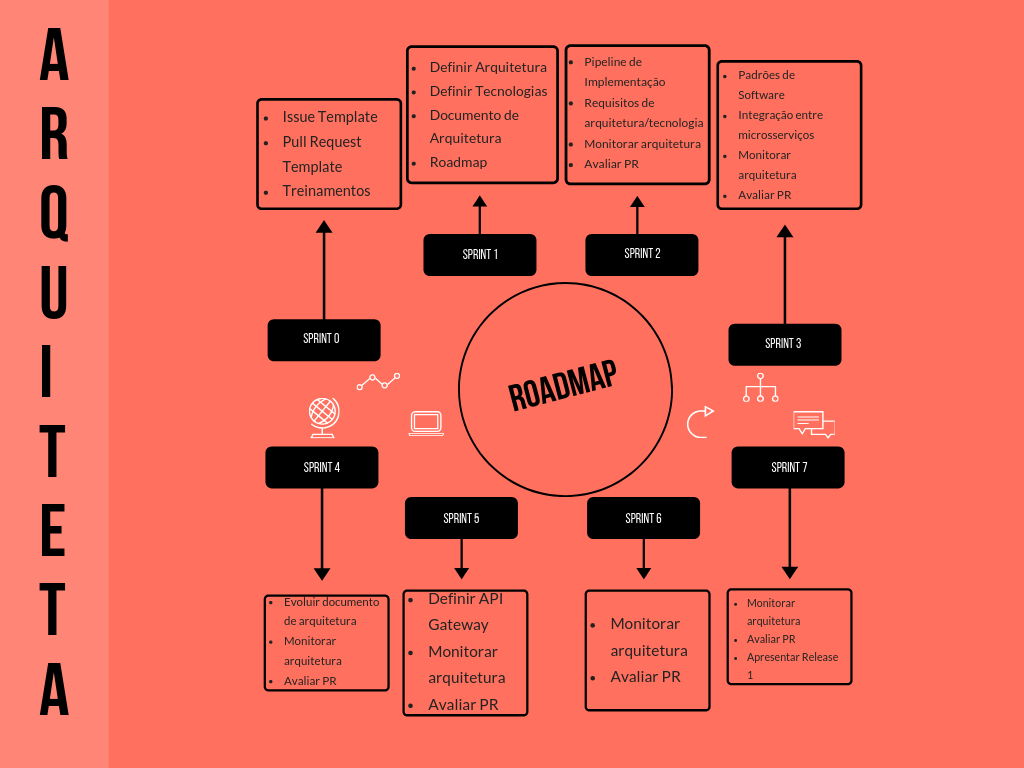 ARQUITETA
• Issue Template
• Pull Request
Template
• Treinamentos
• Definir Arquitetura
• Definir Tecnologias
• Documento de
Arquitetura
• Roadmap
• Pipeline de
Implementação
• Requisitos de
arquitetura/tecnologia
• Monitorar arquitetura
• Avaliar PR
• Padrões de
Software
• Integração entre
microsserviços
• Monitorar
arquitetura
• Avaliar PR
SPRINT 0
SPRINT 1
SPRINT 2
SPRINT 3
ROADMAP
SPRINT 4
SPRINT 5
SPRINT 6
SPRINT 7
• Evoluir documento
de arquitetura
• Monitorar
arquitetura
• Avaliar PR
• Definir API
Gateway
• Monitorar
arquitetura
• Avaliar PR
• Monitorar
arquitetura
• Avaliar PR
• Monitorar
arquitetura
• Avaliar PR
• Apresentar Release
1